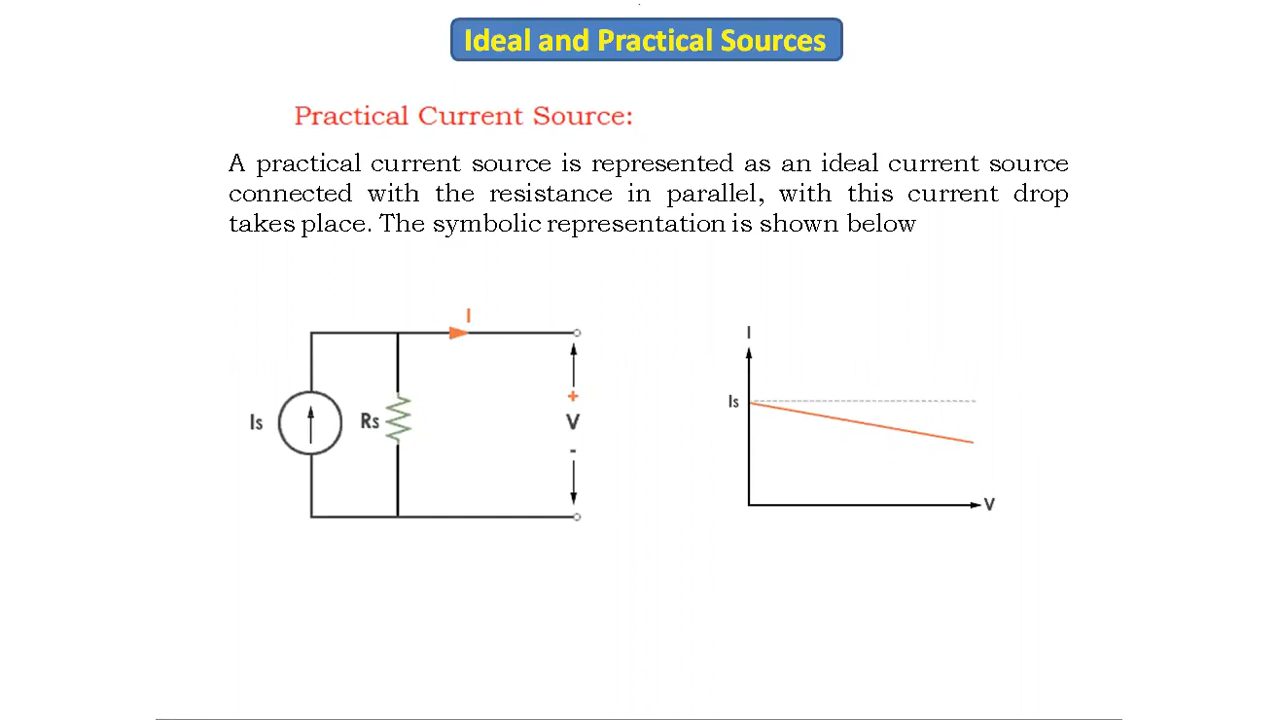 Ideal and Practical Sources
Practical Current Source:
A practical current source is represented as an ideal current source
connected with the resistance in parallel, with this current drop
takes place. The symbolic representation is shown below
I
Is
Rs
+
V
-
I
Is
V